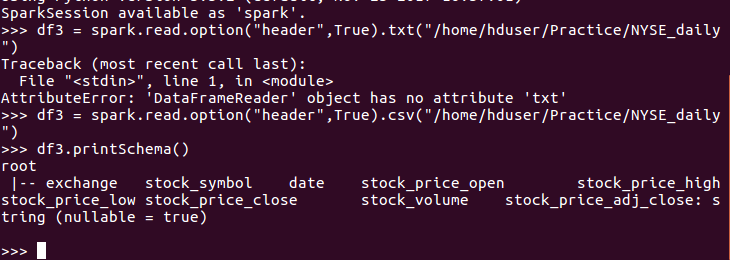 SparkSession available as 'spark'.
>>> df3 = spark.read.option("header",True).txt("/home/hduser/Practice/NYSE_daily
")
Traceback (most recent call last):
  File "<stdin>", line 1, in <module>
AttributeError: 'DataFrameReader' object has no attribute 'txt'
>>> df3 = spark.read.option("header",True).csv("/home/hduser/Practice/NYSE_daily
")
>>> df3.printSchema()
root
 |-- exchange   stock_symbol    date    stock_price_open        stock_price_high
stock_price_low stock_price_close       stock_volume    stock_price_adj_close: s
tring (nullable = true)
>>>